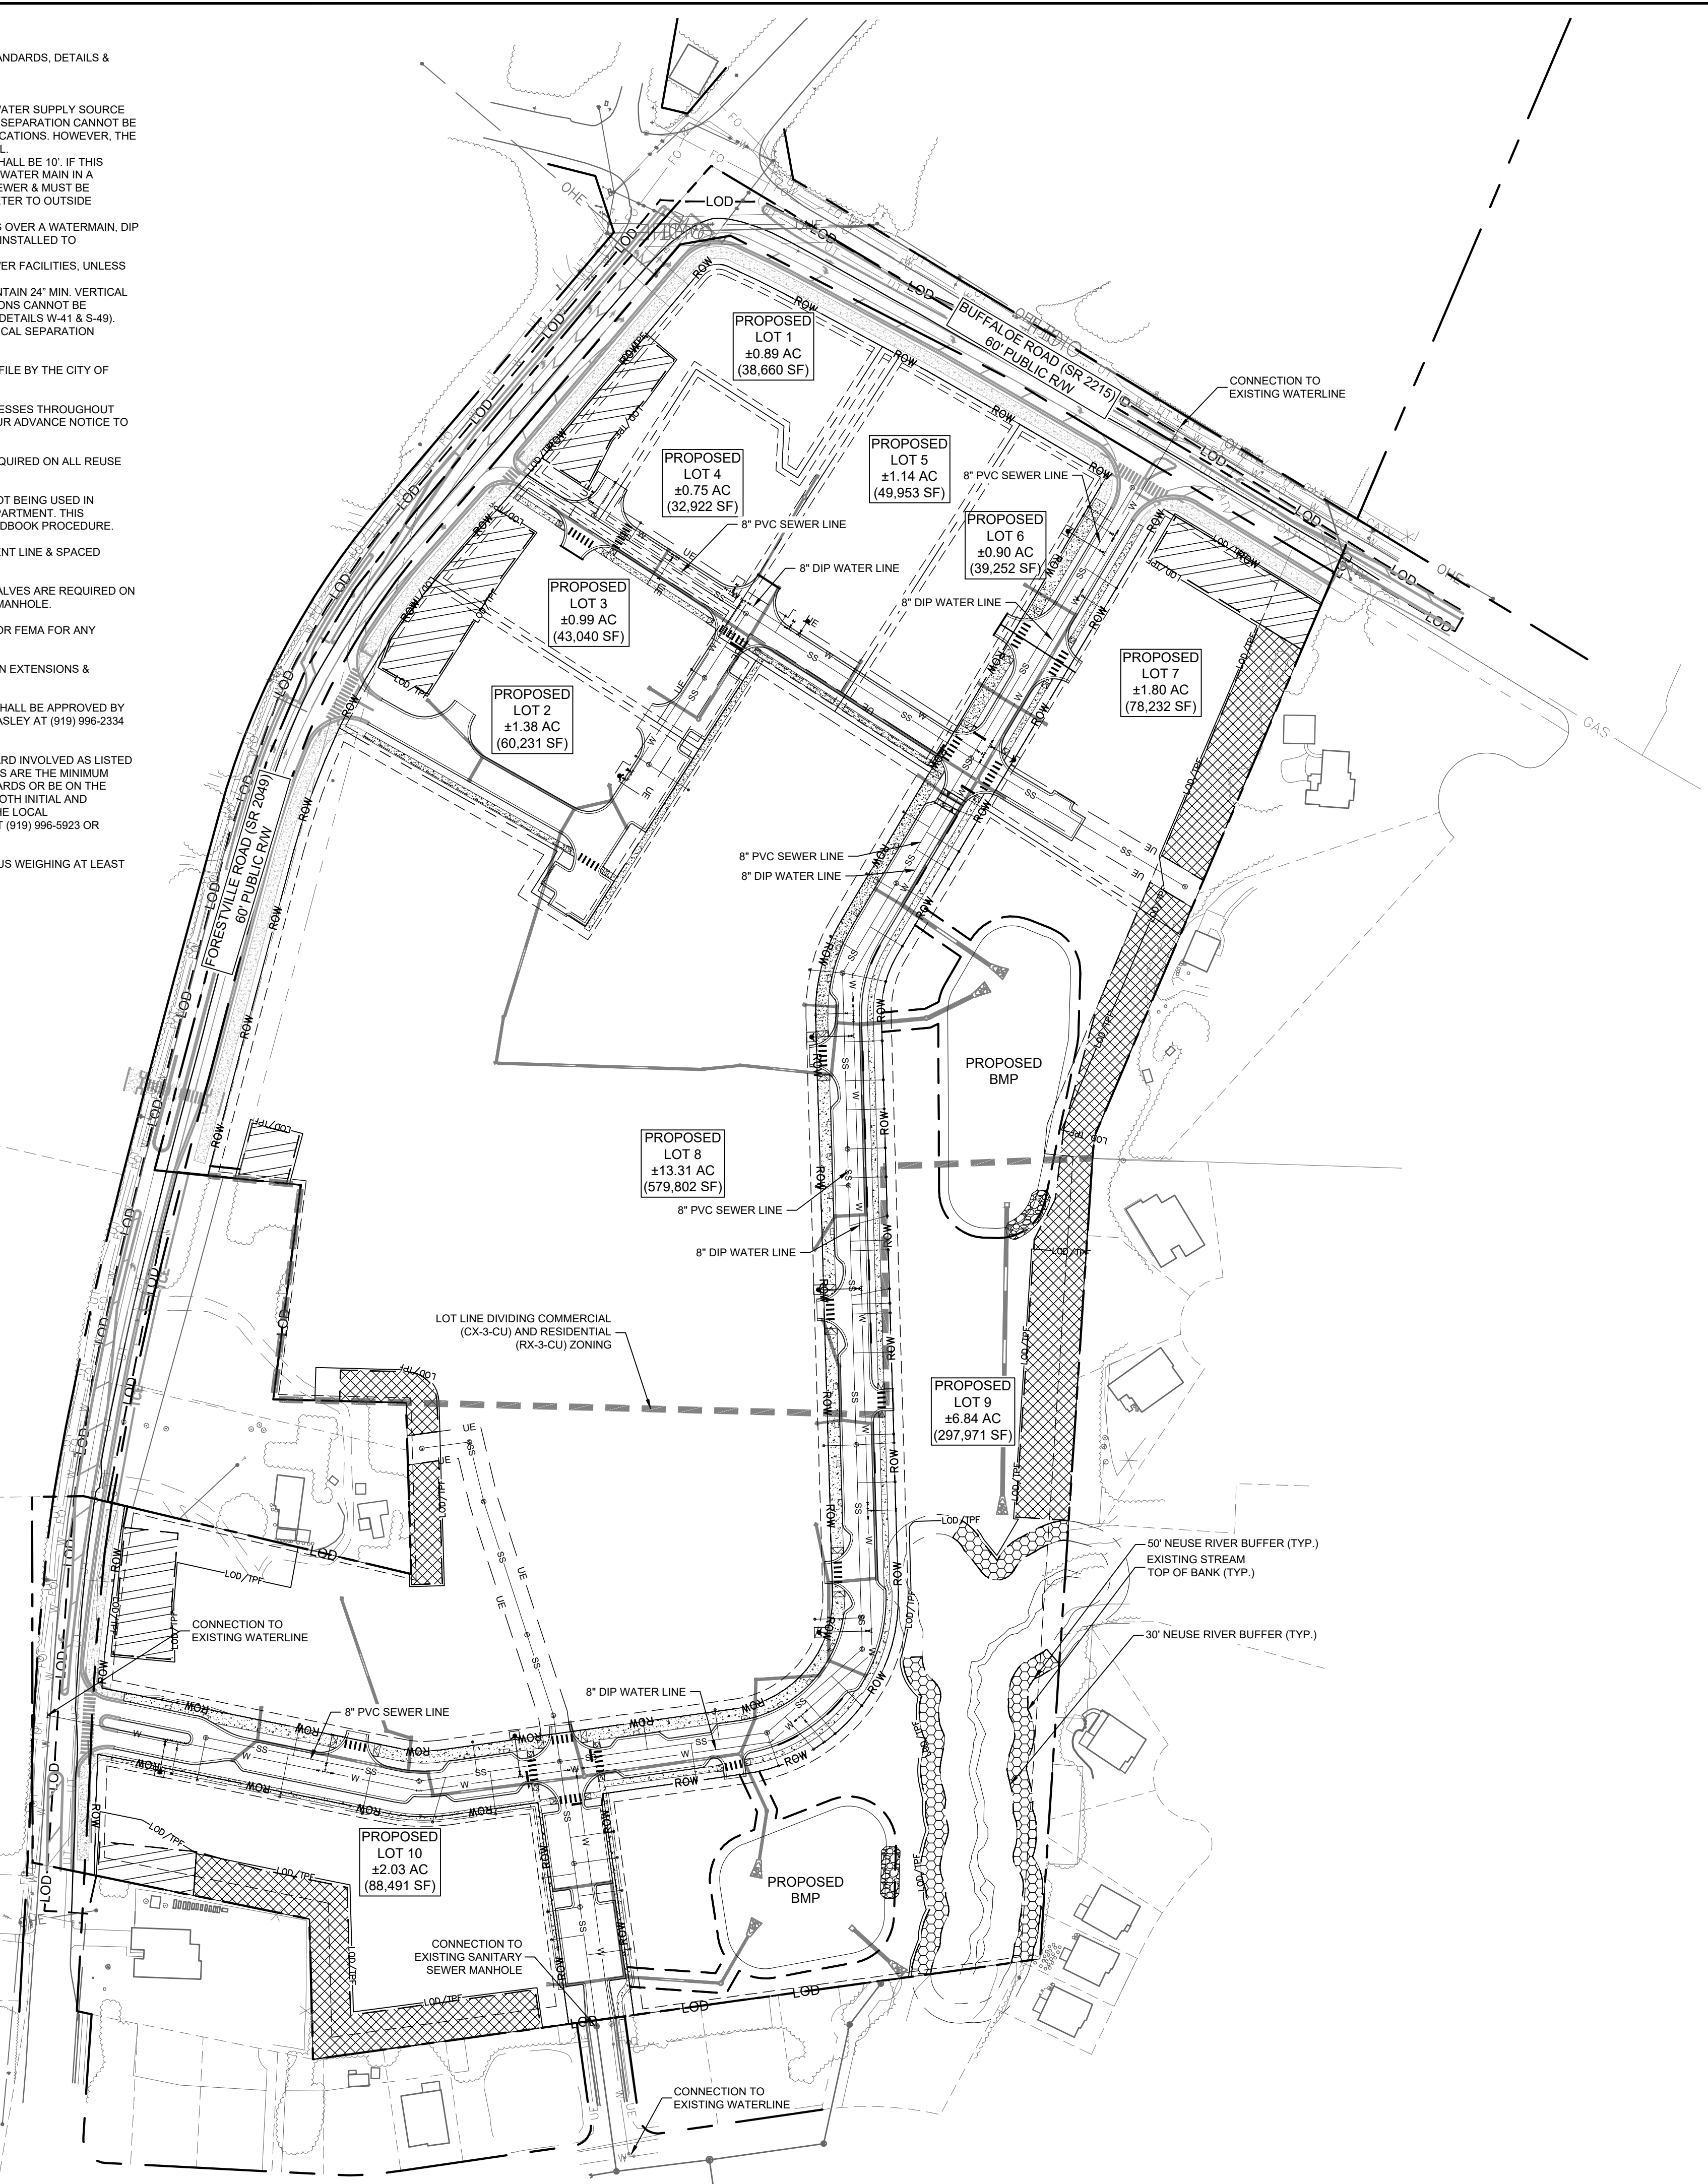 ANDARDS, DETAILS &
VATER SUPPLY SOURCE
SEPARATION CANNOT BE
CATIONS. HOWEVER, THE
L.
HALL BE 10'. IF THIS
WATER MAIN IN A
EWER & MUST BE
ETER TO OUTSIDE
S OVER A WATERMAIN, DIP
INSTALLED TO
VER FACILITIES, UNLESS
NTAIN 24" MIN. VERTICAL
ONS CANNOT BE
DETAILS W-41 & S-49).
ICAL SEPARATION
FILE BY THE CITY OF
ESSES THROUGHOUT
UR ADVANCE NOTICE TO
QUIRED ON ALL REUSE
OT BEING USED IN
PARTMENT. THIS
DBOOK PROCEDURE.
ENT LINE & SPACED
ALVES ARE REQUIRED ON
MANHOLE.
OR FEMA FOR ANY
N EXTENSIONS &
HALL BE APPROVED BY
ASLEY AT (919) 996-2334
ARD INVOLVED AS LISTED
S ARE THE MINIMUM
ARDS OR BE ON THE
OTH INITIAL AND
HE LOCAL
T (919) 996-5923 OR
US WEIGHING AT LEAST
BUFFALOE ROAD (SR 2215)
60' PUBLIC R/W
CONNECTION TO
EXISTING WATERLINE
PROPOSED
LOT 1
±0.89 AC
(38,660 SF)
PROPOSED
LOT 4
±0.75 AC
(32,922 SF)
PROPOSED
LOT 5
±1.14 AC
(49,953 SF)
8" PVC SEWER LINE
8" PVC SEWER LINE
PROPOSED
LOT 6
±0.90 AC
(39,252 SF)
8" DIP WATER LINE
PROPOSED
LOT 3
±0.99 AC
(43,040 SF)
8" DIP WATER LINE
PROPOSED
LOT 7
±1.80 AC
(78,232 SF)
PROPOSED
LOT 2
±1.38 AC
(60,231 SF)
GAS
OHE
FORESTVILLE ROAD (SR 2049)
60' PUBLIC R/W
8" PVC SEWER LINE
8" DIP WATER LINE
PROPOSED
BMP
PROPOSED
LOT 8
±13.31 AC
(579,802 SF)
8" PVC SEWER LINE
8" DIP WATER LINE
LOT LINE DIVIDING COMMERCIAL
(CX-3-CU) AND RESIDENTIAL
(RX-3-CU) ZONING
PROPOSED
LOT 9
±6.84 AC
(297,971 SF)
50' NEUSE RIVER BUFFER (TYP.)
EXISTING STREAM
TOP OF BANK (TYP.)
30' NEUSE RIVER BUFFER (TYP.)
CONNECTION TO
EXISTING WATERLINE
8" DIP WATER LINE
8" PVC SEWER LINE
PROPOSED
LOT 10
±2.03 AC
(88,491 SF)
PROPOSED
BMP
CONNECTION TO
EXISTING SANITARY
SEWER MANHOLE
CONNECTION TO
EXISTING WATERLINE
LOD
ROW
LOD/TPF
UE
SS
W